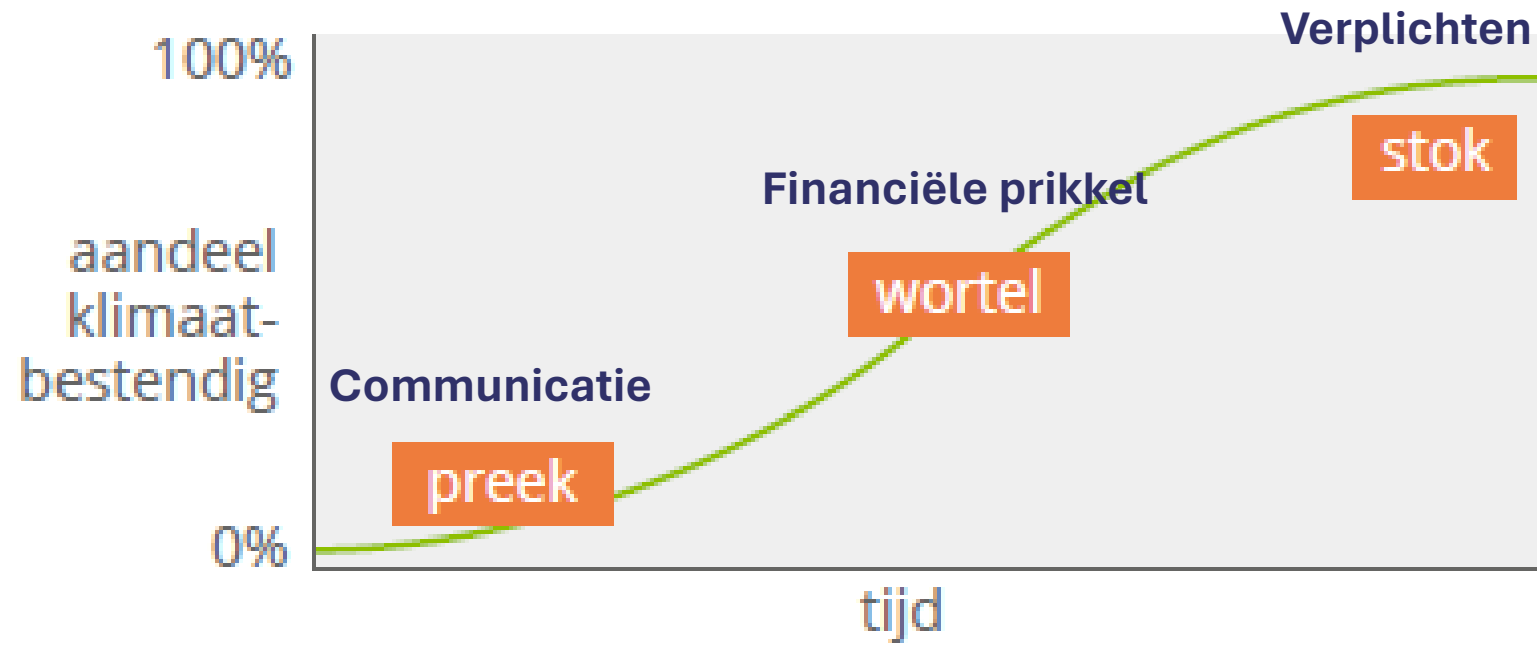 Verplichten
100%
stok
Financiële prikkel
aandeel
klimaat-
bestendig
wortel
Communicatie
preek
0%
tijd